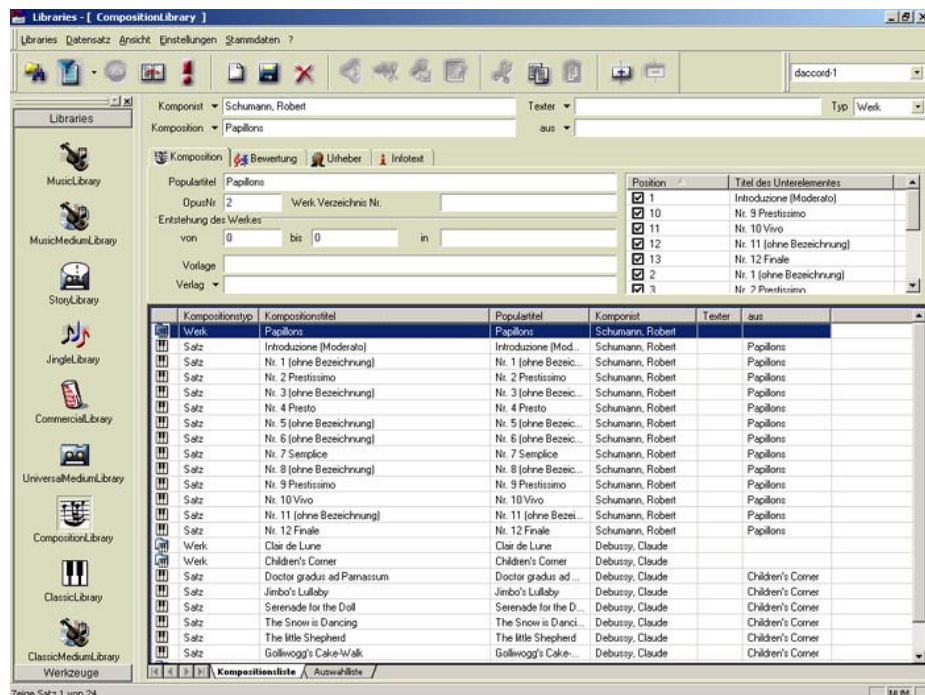 Libraries - [ CompositionLibrary ]
Libraries Datensatz Ansicht Einstellungen Stammdaten ?
daccord-1
Libraries
MusicLibrary
MusicMediumLibrary
StoryLibrary
JingleLibrary
CommercialLibrary
UniversalMediumLibrary
CompositionLibrary
ClassicLibrary
ClassicMediumLibrary
Werkzeuge
Komponist Schumann, Robert Texter Typ Werk
Komposition Papillons aus
Komposition Bewertung Urheber Infotext
Populartitel Papillons
OpusNr 2 Werk Verzeichnis Nr.
Entstehung des Werkes
von 0 bis 0 in
Vorlage
Verlag
Position Titel des Unterelementes
1 Introduzione (Moderato)
10 Nr. 9 Prestissimo
11 Nr. 10 Vivo
12 Nr. 11 (ohne Bezeichnung)
13 Nr. 12 Finale
2 Nr. 1 (ohne Bezeichnung)
3 Nr. 2 Prestissimo
Kompositionstyp Kompositionstitel Populartitel Komponist Texter aus
Werk Papillons Papillons Schumann, Robert
Satz Introduzione (Moderato) Introduzione (Mod... Schumann, Robert Papillons
Satz Nr. 1 (ohne Bezeichnung) Nr. 1 (ohne Bezeic... Schumann, Robert Papillons
Satz Nr. 2 Prestissimo Nr. 2 Prestissimo Schumann, Robert Papillons
Satz Nr. 3 (ohne Bezeichnung) Nr. 3 (ohne Bezeic... Schumann, Robert Papillons
Satz Nr. 4 Presto Nr. 4 Presto Schumann, Robert Papillons
Satz Nr. 5 (ohne Bezeichnung) Nr. 5 (ohne Bezeic... Schumann, Robert Papillons
Satz Nr. 6 (ohne Bezeichnung) Nr. 6 (ohne Bezeic... Schumann, Robert Papillons
Satz Nr. 7 Semplice Nr. 7 Semplice Schumann, Robert Papillons
Satz Nr. 8 (ohne Bezeichnung) Nr. 8 (ohne Bezeic... Schumann, Robert Papillons
Satz Nr. 9 Prestissimo Nr. 9 Prestissimo Schumann, Robert Papillons
Satz Nr. 10 Vivo Nr. 10 Vivo Schumann, Robert Papillons
Satz Nr. 11 (ohne Bezeichnung) Nr. 11 (ohne Bezei... Schumann, Robert Papillons
Satz Nr. 12 Finale Nr. 12 Finale Schumann, Robert Papillons
Werk Clair de Lune Clair de Lune Debussy, Claude
Werk Children's Corner Children's Corner Debussy, Claude
Satz Doctor gradus ad Parnassum Doctor gradus ad ... Debussy, Claude Children's Corner
Satz Jimbo's Lullaby Jimbo's Lullaby Debussy, Claude Children's Corner
Satz Serenade for the Doll Serenade for the D... Debussy, Claude Children's Corner
Satz The Snow is Dancing The Snow is Danci... Debussy, Claude Children's Corner
Satz The little Shepherd The little Shepherd Debussy, Claude Children's Corner
Satz Golliwogg's Cake-Walk Golliwogg's Cake-... Debussy, Claude Children's Corner
Kompositionsliste Auswahlliste
Zeige Satz 1 von 24 NUM